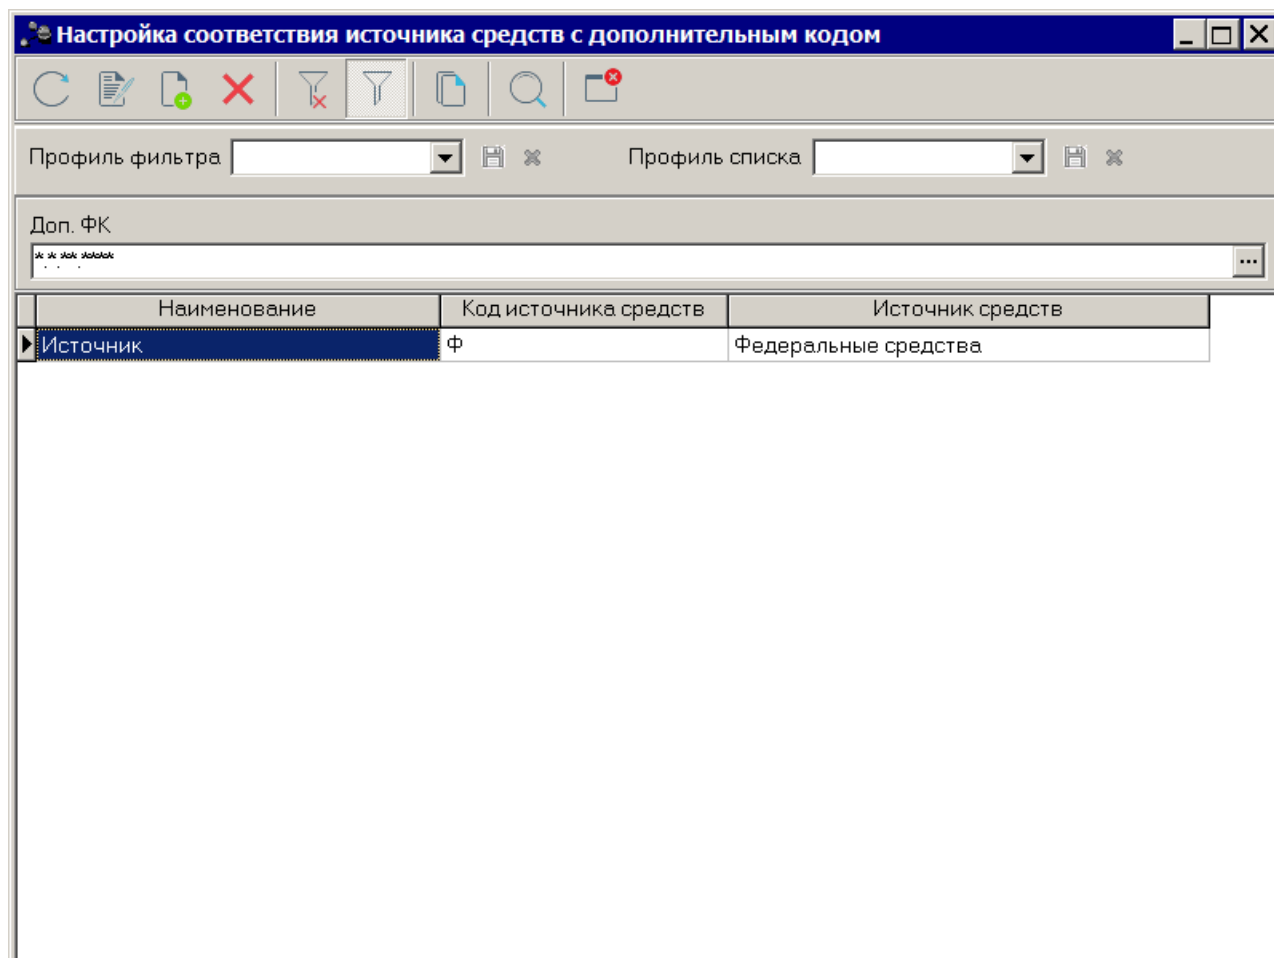 Настройка соответствия источника средств с дополнительным кодом
Профиль фильтра Профиль списка
Доп. ФК
*.*.**.****
Наименование Код источника средств Источник средств
Источник Ф Федеральные средства